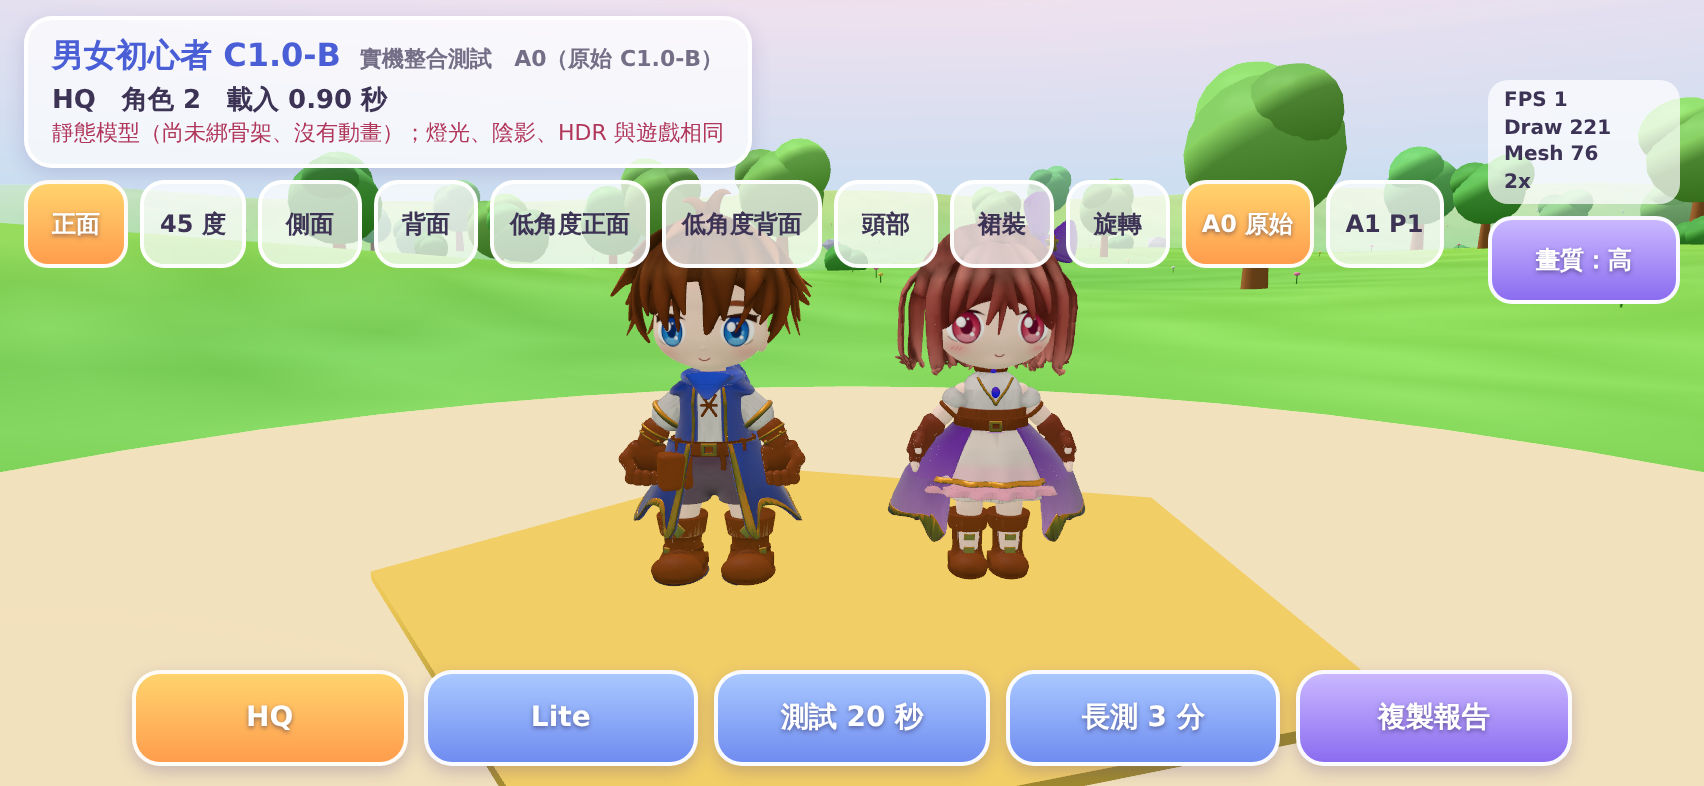 男女初心者 C1.0-B 實機整合測試 A0（原始 C1.0-B）
HQ 角色 2 載入 0.90 秒
靜態模型（尚未綁骨架、沒有動畫）；燈光、陰影、HDR 與遊戲相同
FPS 1
Draw 221
Mesh 76
2x
正面
45 度
側面
背面
低角度正面
低角度背面
頭部
裙裝
旋轉
A0 原始
A1 P1
畫質：高
HQ
Lite
測試 20 秒
長測 3 分
複製報告